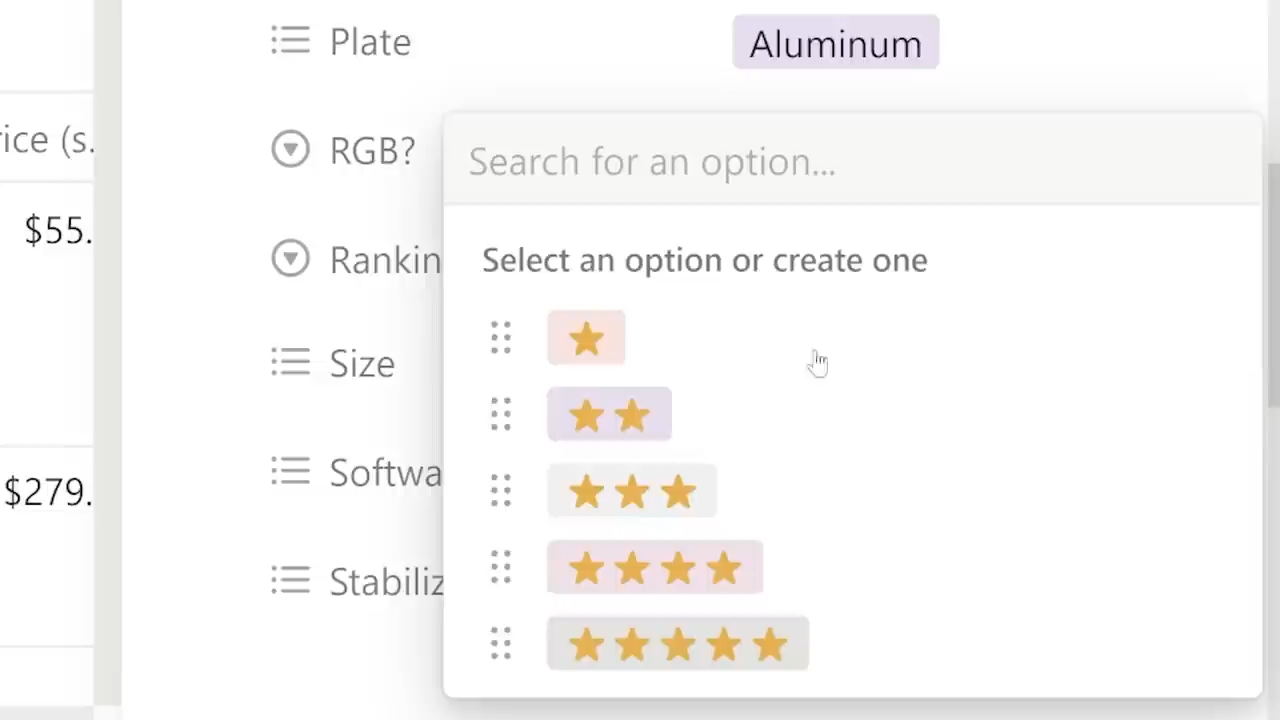 Plate
Aluminum
rice (s.
RGB?
Search for an option...
$55.
Rankin
Select an option or create one
Size
Softwa
$279.
Stabiliz